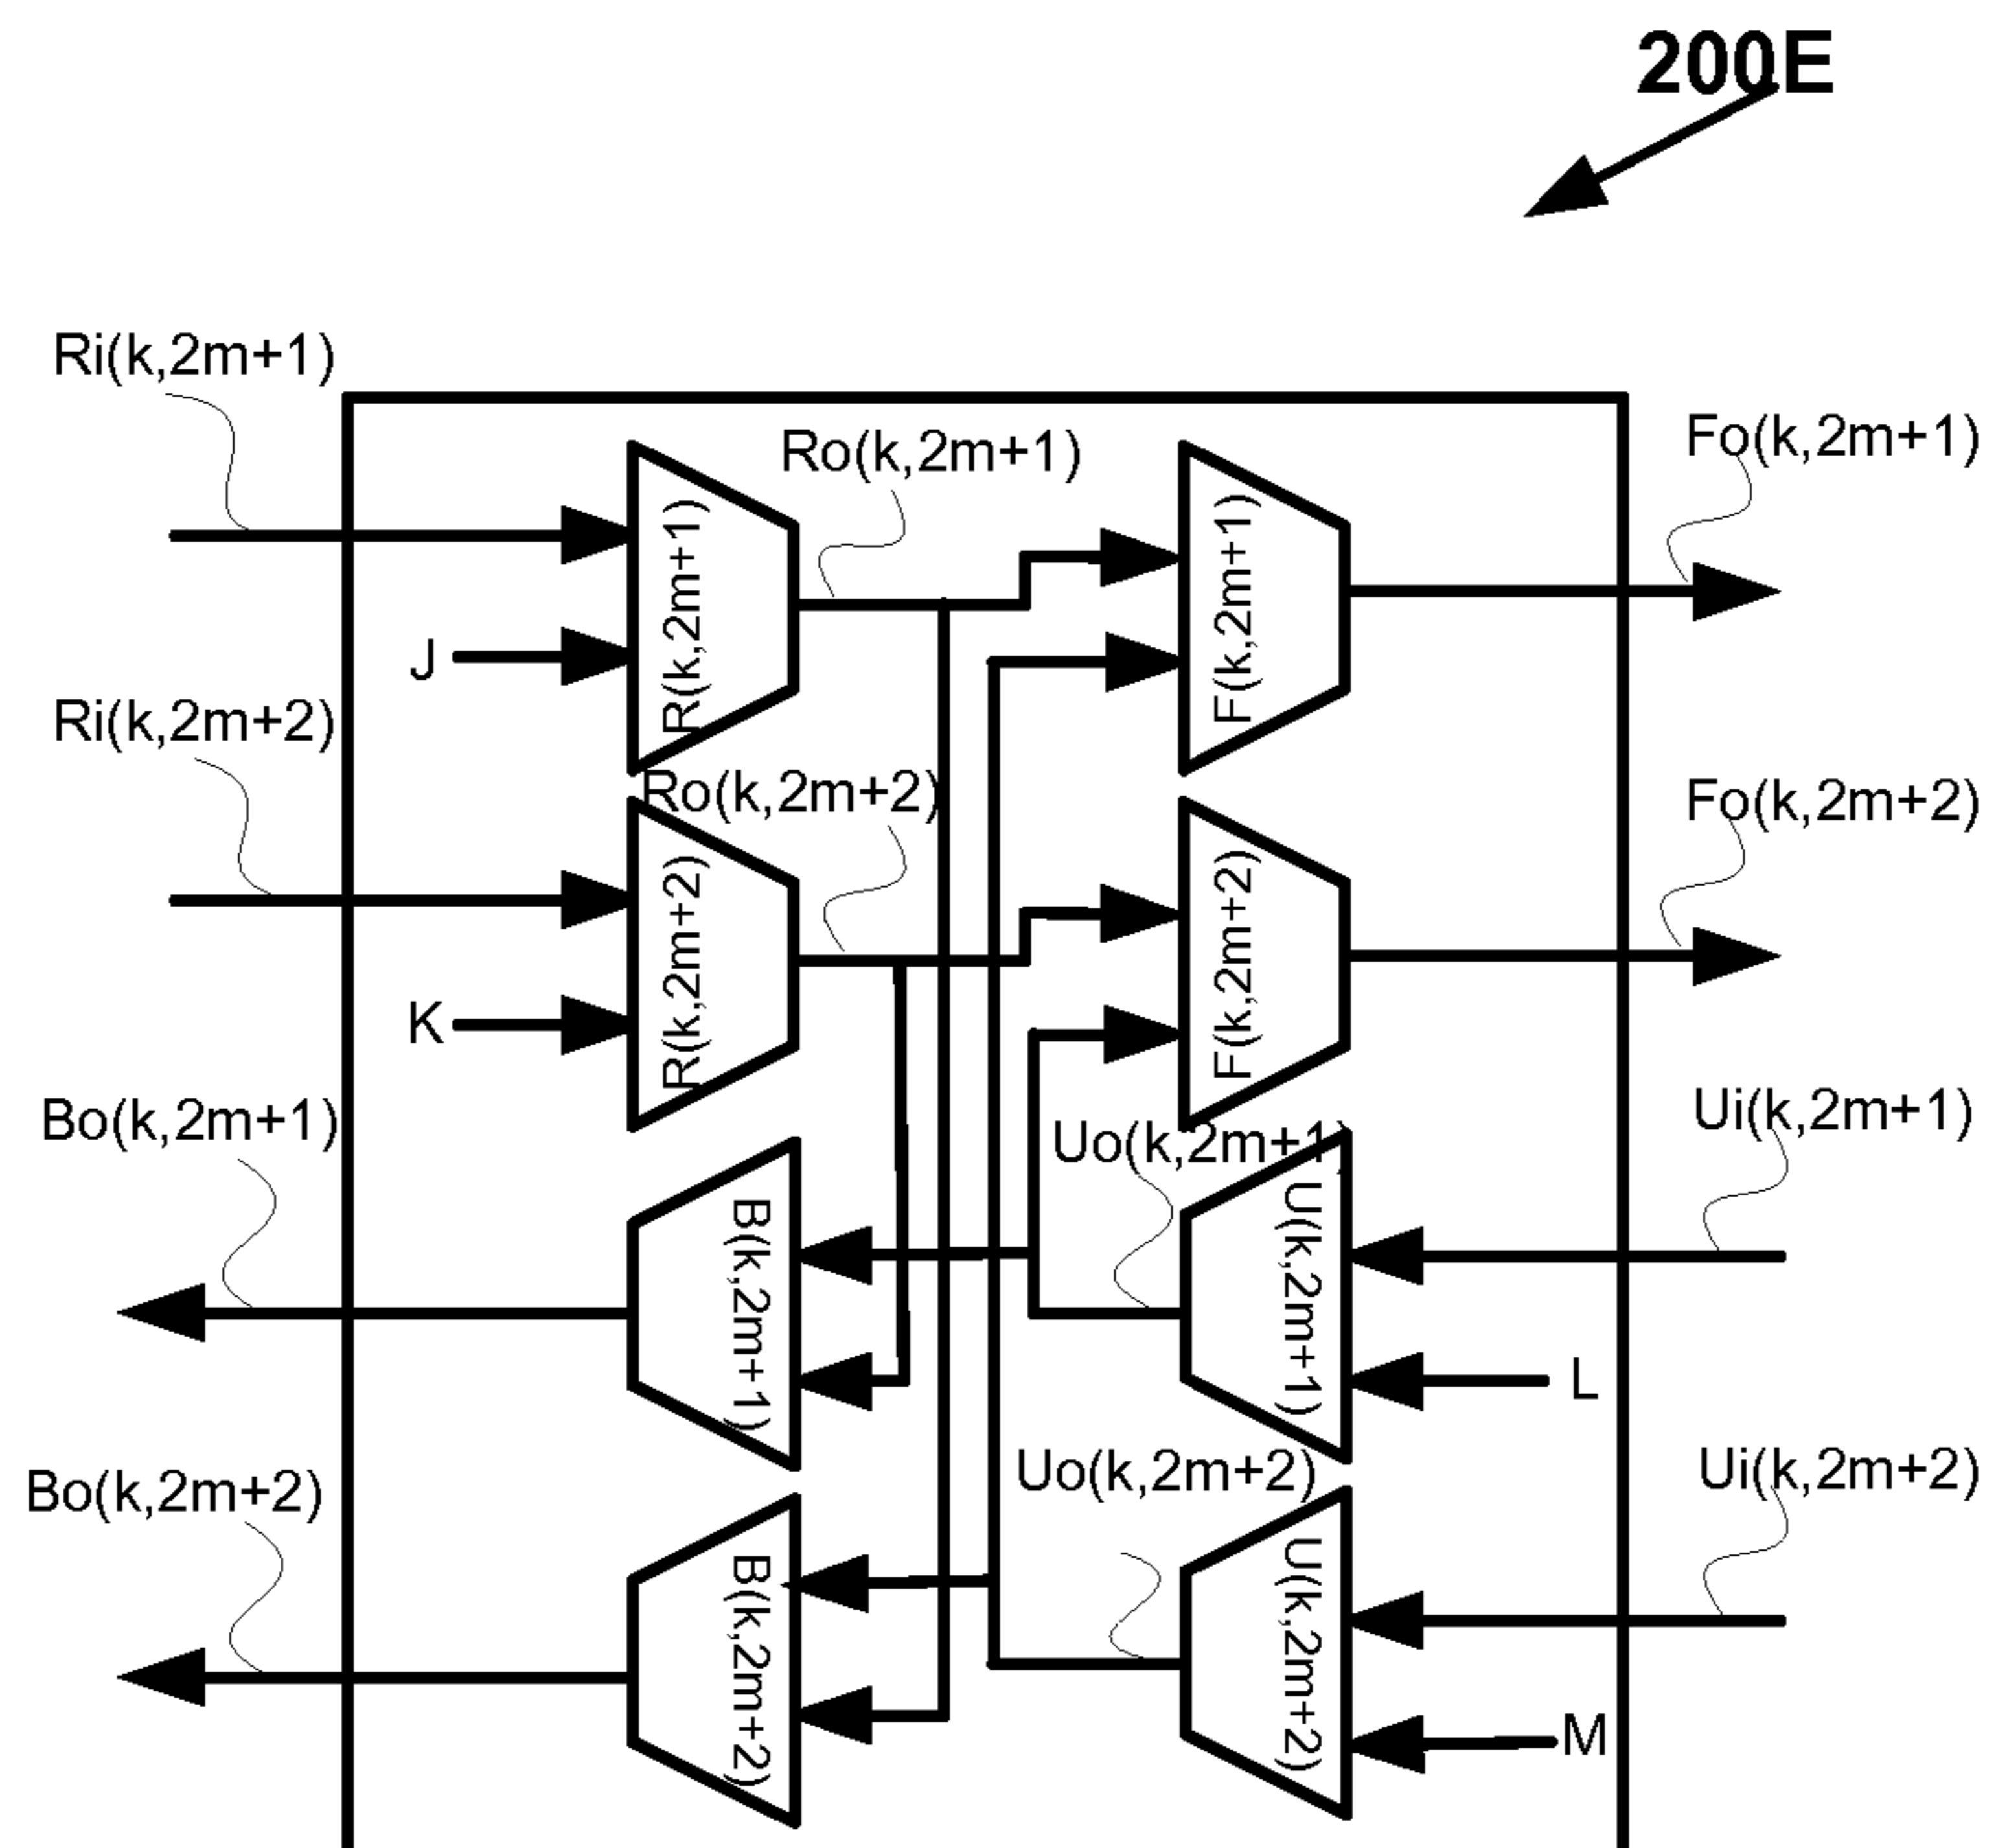 200E
Ri(k,2m+1)
Fo(k,2m+1)
Ro(k,2m+1)
R(k,2m+1)
F(k,2m+1)
J
Ri(k,2m+2)
Ro(k,2m+2)
Fo(k,2m+2)
R(k,2m+2)
F(k,2m+2)
K
Bo(k,2m+1)
Uo(k,2m+1)
Ui(k,2m+1)
B(k,2m+1)
U(k,2m+1)
L
Bo(k,2m+2)
Uo(k,2m+2)
Ui(k,2m+2)
B(k,2m+2)
U(k,2m+2)
M